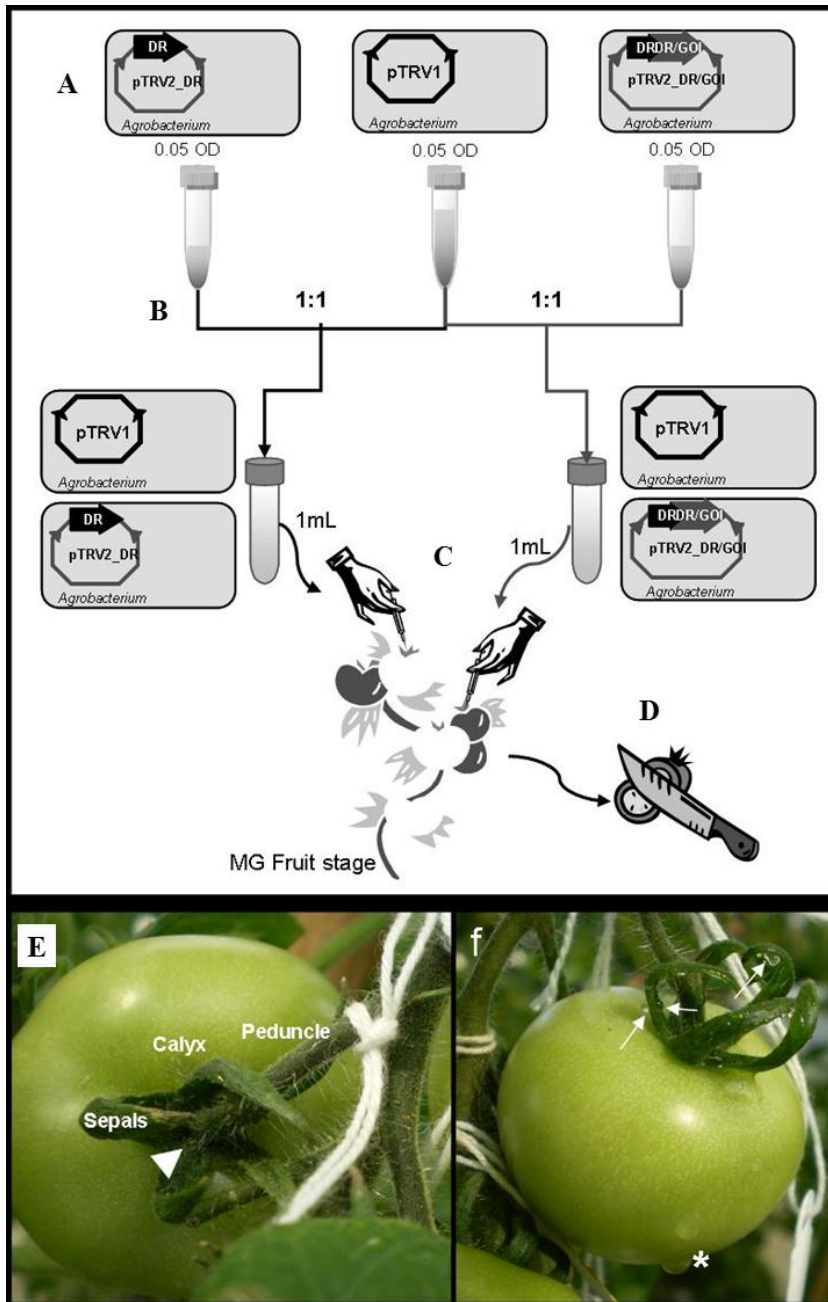 A
DR
pTRV2_DR
Agrobacterium
0.05 OD
pTRV1
Agrobacterium
0.05 OD
DRDR/GOI
pTRV2_DR/GOI
Agrobacterium
0.05 OD
B
1:1
1:1
pTRV1
Agrobacterium
DR
pTRV2_DR
Agrobacterium
1mL
C
1mL
pTRV1
Agrobacterium
DRDR/GOI
pTRV2_DR/GOI
Agrobacterium
D
MG Fruit stage
E
Peduncle
Calyx
Sepals
f
*